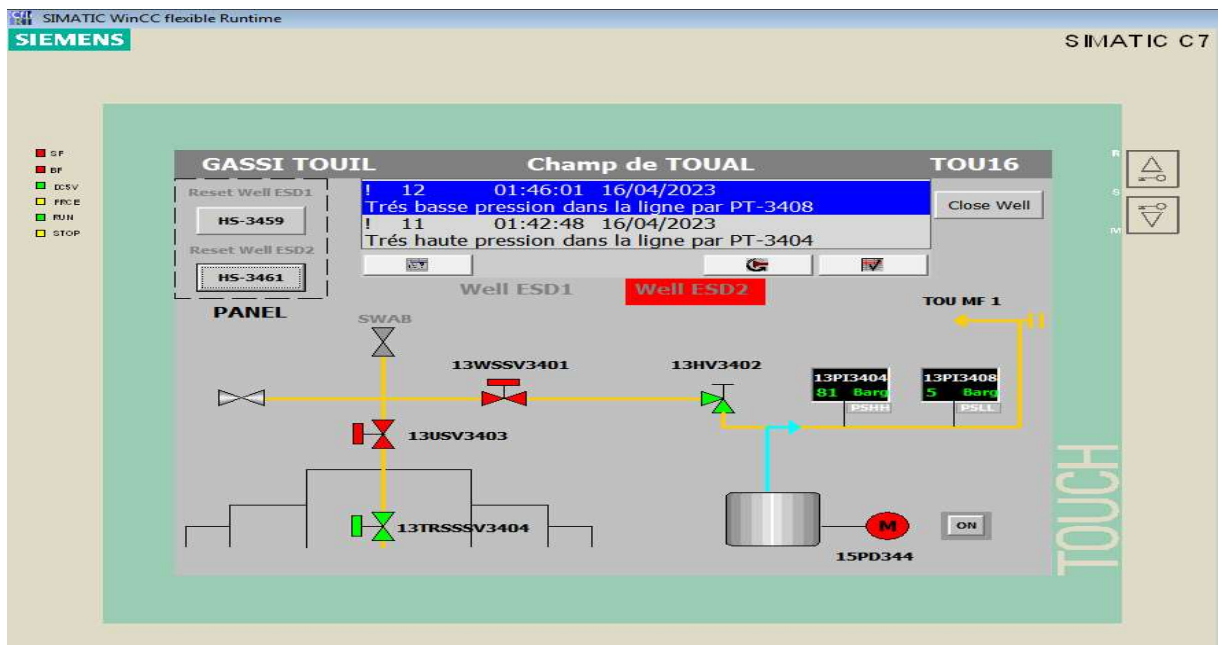 SIMATIC WinCC flexible Runtime
SIEMENS
SIMATIC C7
SF
BF
DC5V
FRCE
RUN
STOP
GASSI TOUIL Champ de TOUAL TOU16
Reset Well ESD1
HS-3459
Reset Well ESD2
HS-3461
PANEL
! 12 01:46:01 16/04/2023
Trés basse pression dans la ligne par PT-3408
! 11 01:42:48 16/04/2023
Trés haute pression dans la ligne par PT-3404
Close Well
R
S
M
Well ESD1 Well ESD2
TOU MF 1
SWAB
13WSSV3401
13HV3402
13PI3404
81 Barg
PSHH
13PI3408
5 Barg
PSLL
13USV3403
13TRSSSV3404
M
ON
15PD344
TOUCH